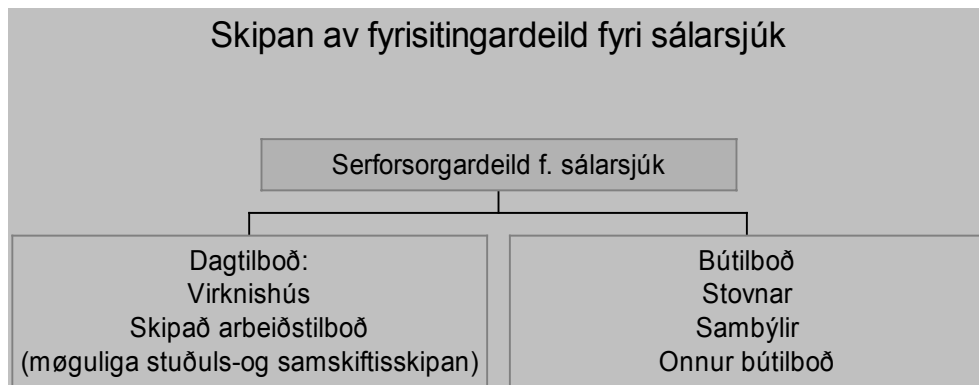 Skipan av fyrisitingardeild fyri sálarsjúk
Serforsorgardeild f. sálarsjúk
Dagtilboð:
Virknishús
Skipað arbeiðstilboð
(møguliga stuðuls-og samskiftisskipan)
Bútilboð
Stovnar
Sambýlir
Onnur bútilboð